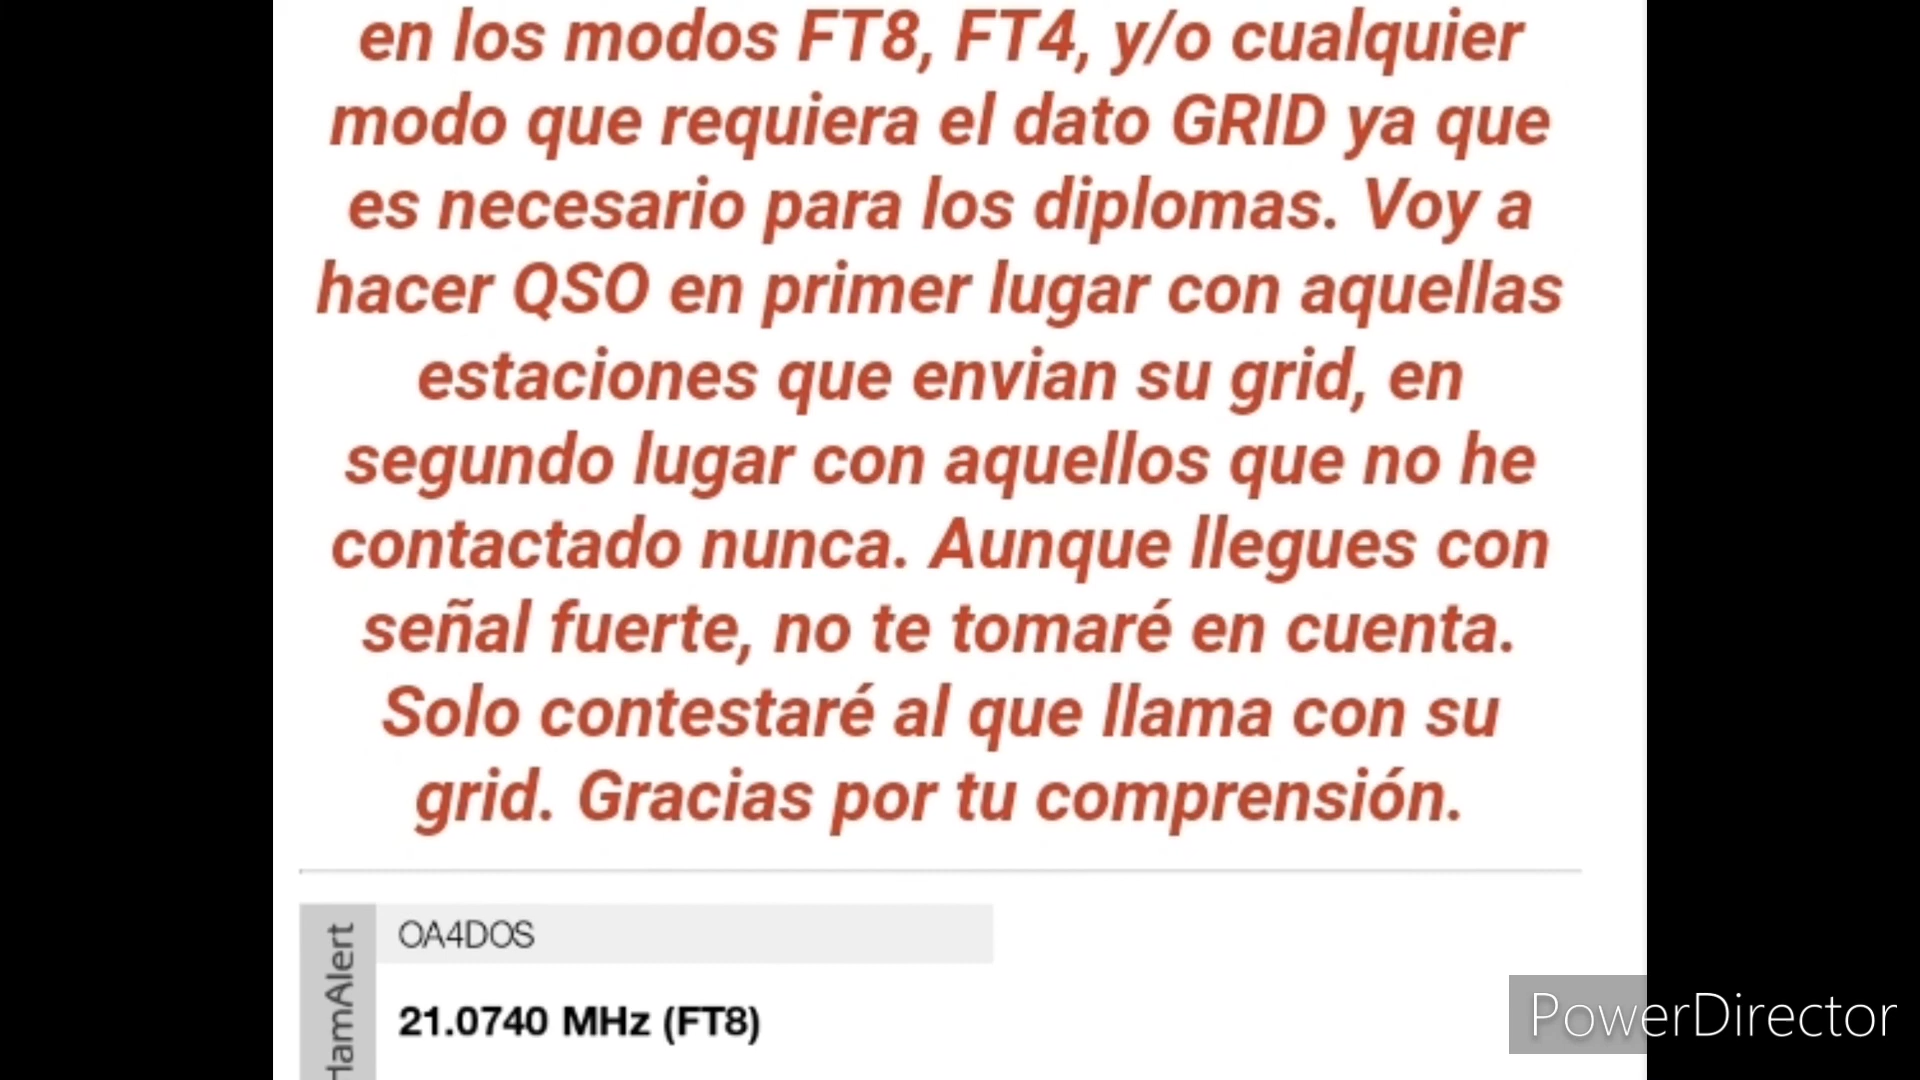 en los modos FT8, FT4, y/o cualquier
modo que requiera el dato GRID ya que
es necesario para los diplomas. Voy a
hacer QSO en primer lugar con aquellas
estaciones que envian su grid, en
segundo lugar con aquellos que no he
contactado nunca. Aunque llegues con
señal fuerte, no te tomaré en cuenta.
Solo contestaré al que llama con su
grid. Gracias por tu comprensión.
HamAlert
OA4DOS
21.0740 MHz (FT8)
PowerDirector